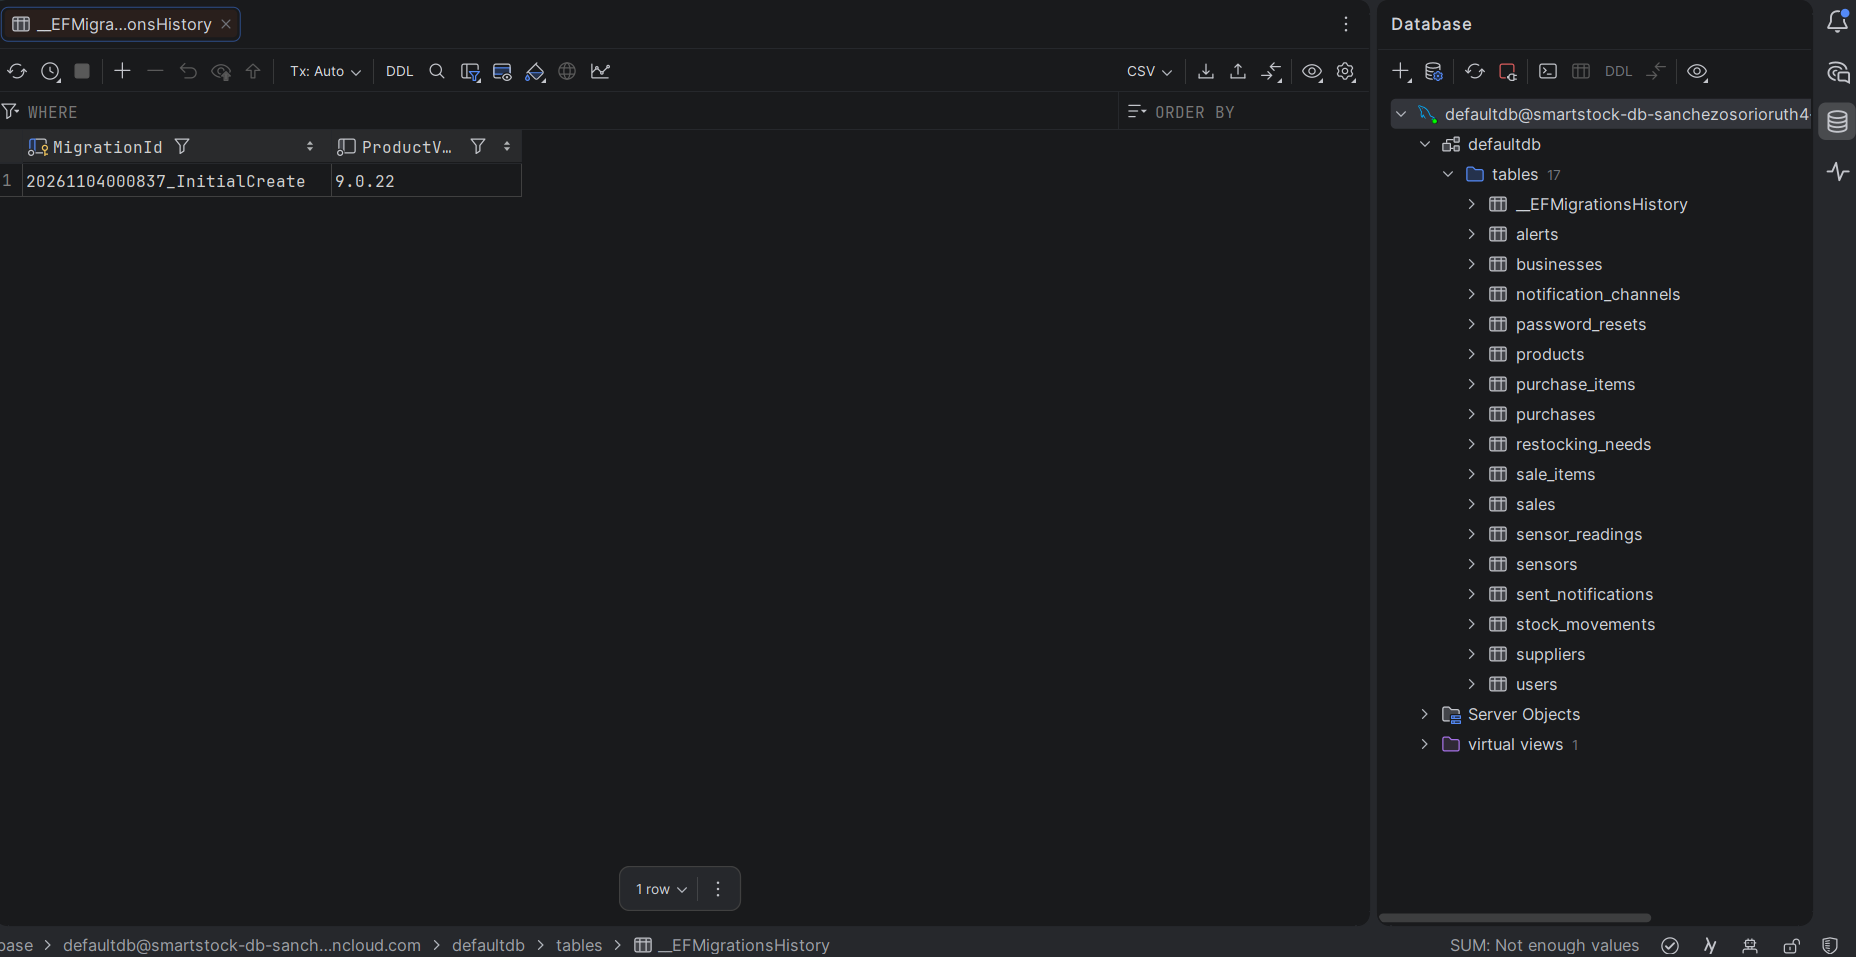 __EFMigra...onsHistory
Tx: Auto
DDL
CSV
WHERE
ORDER BY
MigrationId
ProductV...
1
20261104000837_InitialCreate
9.0.22
1 row
Database
DDL
defaultdb@smartstock-db-sanchezosorioruth4
defaultdb
tables 17
__EFMigrationsHistory
alerts
businesses
notification_channels
password_resets
products
purchase_items
purchases
restocking_needs
sale_items
sales
sensor_readings
sensors
sent_notifications
stock_movements
suppliers
users
Server Objects
virtual views 1
base > defaultdb@smartstock-db-sanch...ncloud.com > defaultdb > tables > __EFMigrationsHistory
SUM: Not enough values